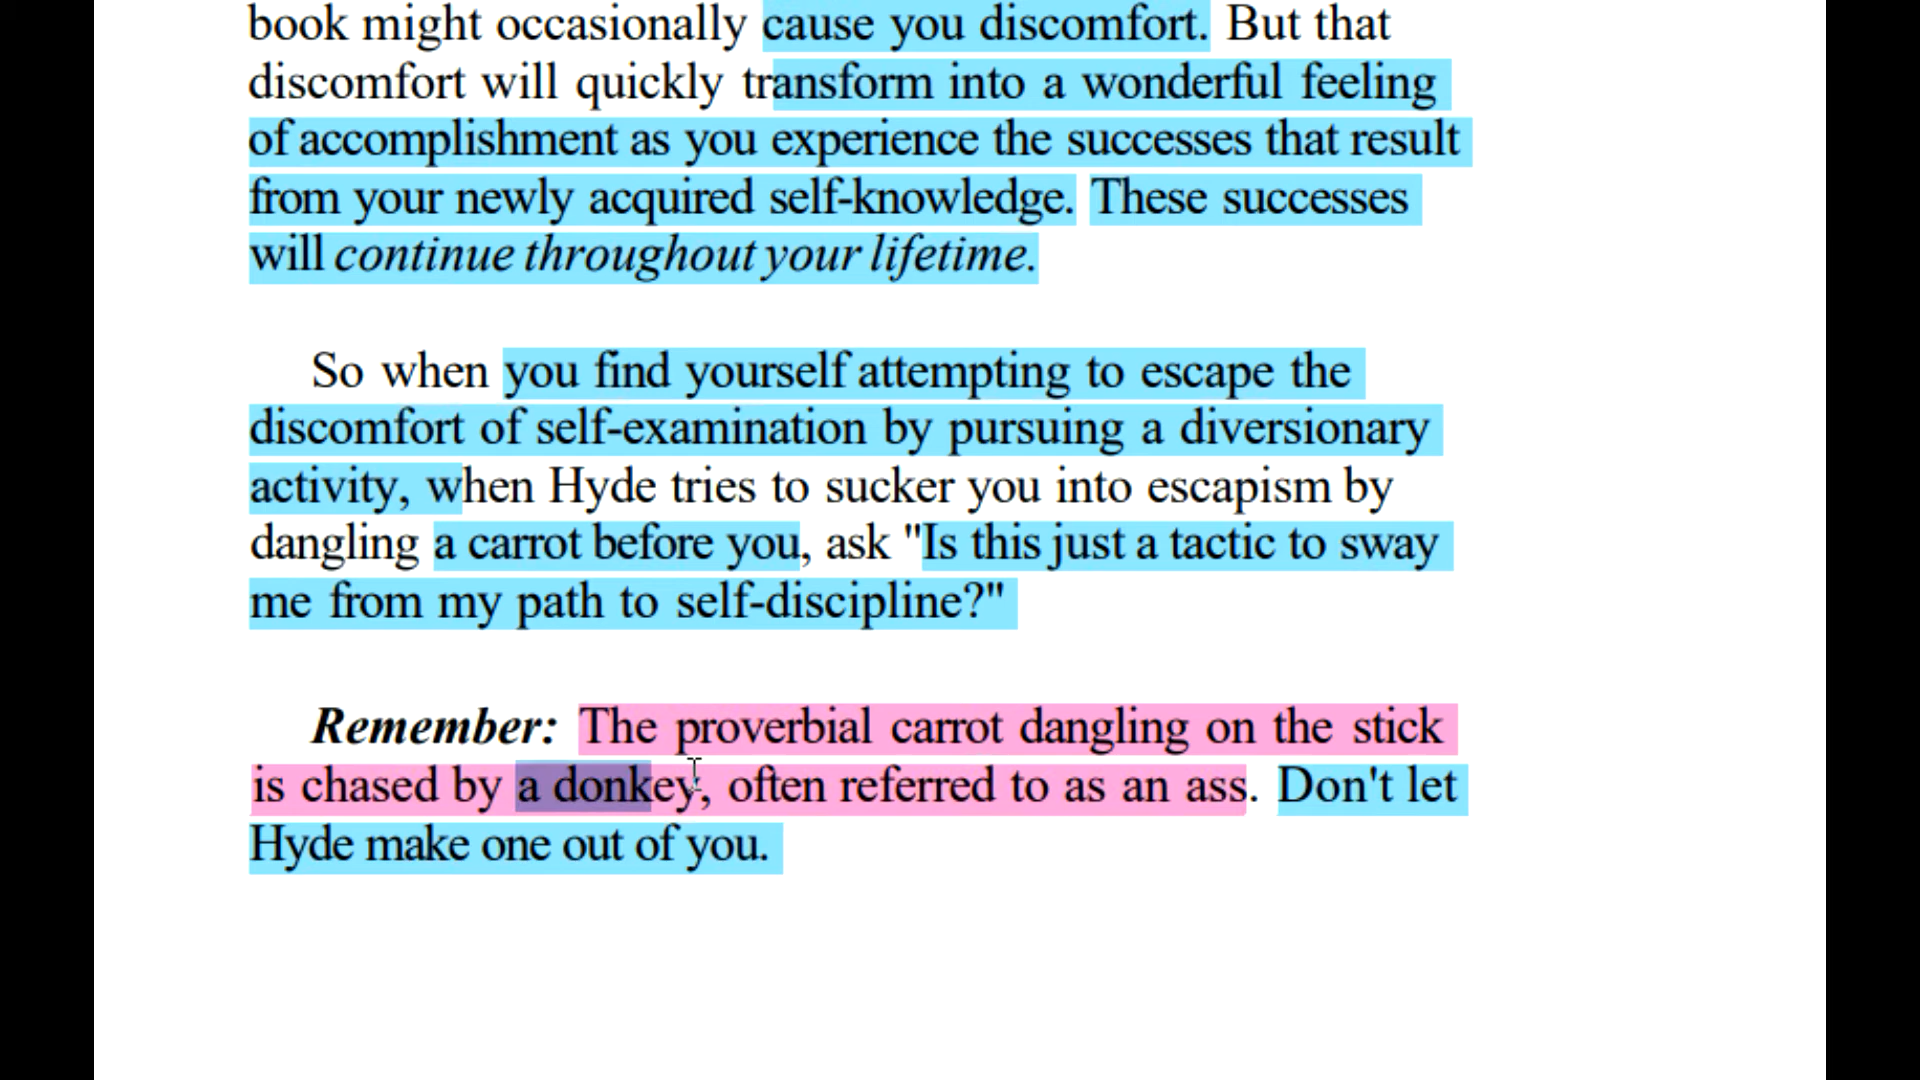 book might occasionally cause you discomfort. But that
discomfort will quickly transform into a wonderful feeling
of accomplishment as you experience the successes that result
from your newly acquired self-knowledge. These successes
will continue throughout your lifetime.
So when you find yourself attempting to escape the
discomfort of self-examination by pursuing a diversionary
activity, when Hyde tries to sucker you into escapism by
dangling a carrot before you, ask "Is this just a tactic to sway
me from my path to self-discipline?"
Remember: The proverbial carrot dangling on the stick
is chased by a donkey, often referred to as an ass. Don't let
Hyde make one out of you.